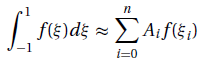 ∫_{-1}^{1} f(ξ)dξ ≈ ∑_{i=0}^{n} A_i f(ξ_i)